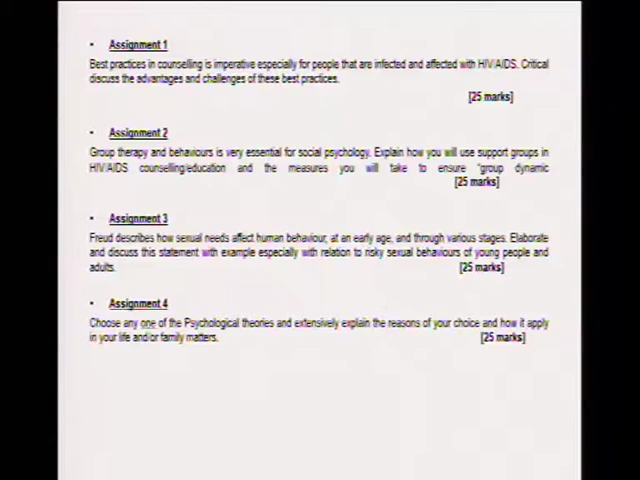 • Assignment 1
Best practices in counselling is imperative especially for people that are infected and affected with HIV/AIDS. Critical
discuss the advantages and challenges of these best practices.
[25 marks]
• Assignment 2
Group therapy and behaviours is very essential for social psychology. Explain how you will use support groups in
HIV/AIDS counselling/education and the measures you will take to ensure "group dynamic
[25 marks]
• Assignment 3
Freud describes how sexual needs affect human behaviour, at an early age, and through various stages. Elaborate
and discuss this statement with example especially with relation to risky sexual behaviours of young people and
adults. [25 marks]
• Assignment 4
Choose any one of the Psychological theories and extensively explain the reasons of your choice and how it apply
in your life and/or family matters. [25 marks]